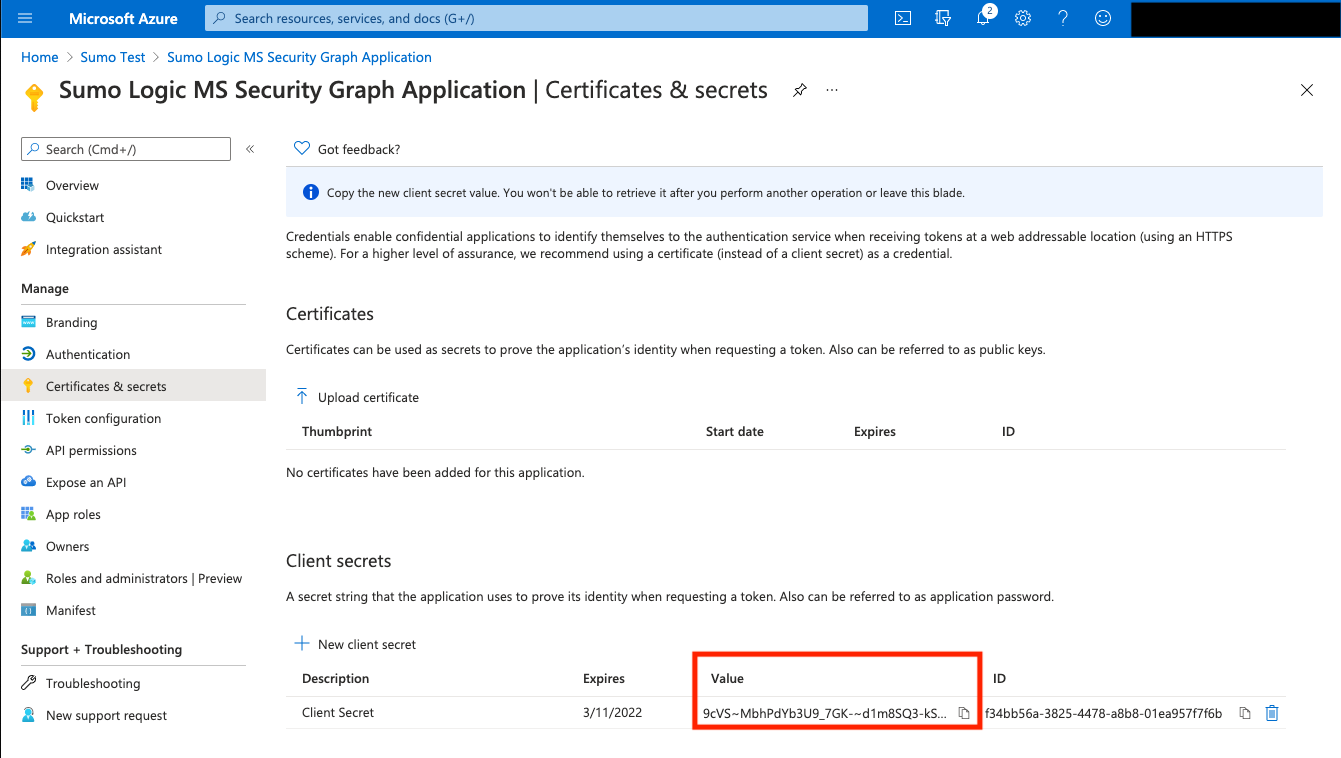 Microsoft Azure
Search resources, services, and docs (G+/)
2
Home > Sumo Test > Sumo Logic MS Security Graph Application
Sumo Logic MS Security Graph Application | Certificates & secrets
Search (Cmd+/)
Overview
Quickstart
Integration assistant
Manage
Branding
Authentication
Certificates & secrets
Token configuration
API permissions
Expose an API
App roles
Owners
Roles and administrators | Preview
Manifest
Support + Troubleshooting
Troubleshooting
New support request
Got feedback?
Copy the new client secret value. You won't be able to retrieve it after you perform another operation or leave this blade.
Credentials enable confidential applications to identify themselves to the authentication service when receiving tokens at a web addressable location (using an HTTPS
scheme). For a higher level of assurance, we recommend using a certificate (instead of a client secret) as a credential.
Certificates
Certificates can be used as secrets to prove the application's identity when requesting a token. Also can be referred to as public keys.
Upload certificate
Thumbprint Start date Expires ID
No certificates have been added for this application.
Client secrets
A secret string that the application uses to prove its identity when requesting a token. Also can be referred to as application password.
New client secret
Description Expires Value ID
Client Secret 3/11/2022 9cVS~MbhPdYb3U9_7GK-~d1m8SQ3-kS... f34bb56a-3825-4478-a8b8-01ea957f7f6b